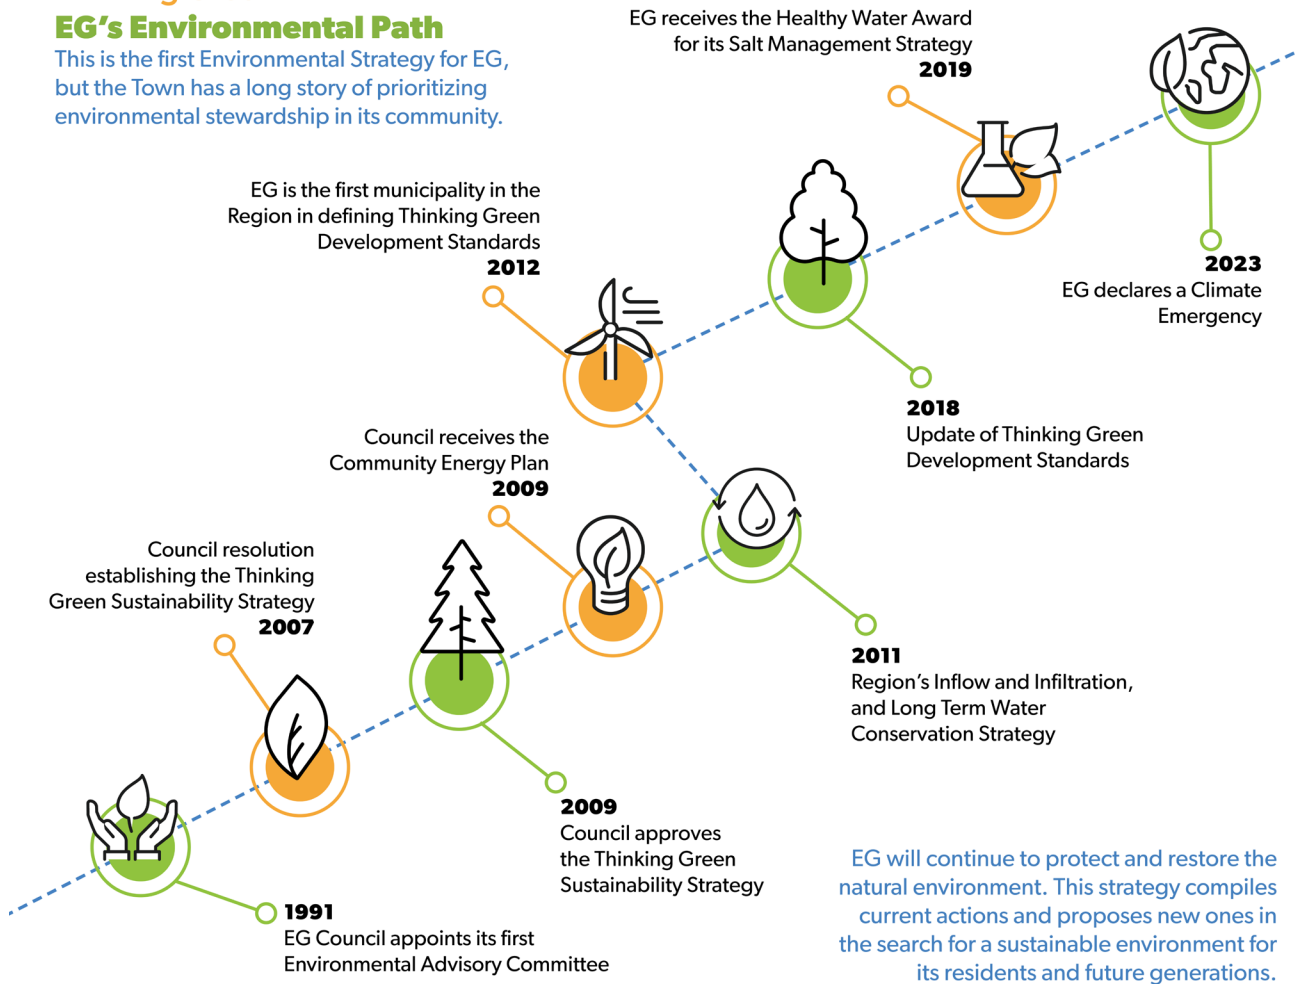 EG's Environmental Path
This is the first Environmental Strategy for EG,
but the Town has a long story of prioritizing
environmental stewardship in its community.
EG receives the Healthy Water Award
for its Salt Management Strategy
2019
2023
EG declares a Climate
Emergency
EG is the first municipality in the
Region in defining Thinking Green
Development Standards
2012
2018
Update of Thinking Green
Development Standards
Council receives the
Community Energy Plan
2009
2011
Region's Inflow and Infiltration,
and Long Term Water
Conservation Strategy
Council resolution
establishing the Thinking
Green Sustainability Strategy
2007
2009
Council approves
the Thinking Green
Sustainability Strategy
1991
EG Council appoints its first
Environmental Advisory Committee
EG will continue to protect and restore the
natural environment. This strategy compiles
current actions and proposes new ones in
the search for a sustainable environment for
its residents and future generations.